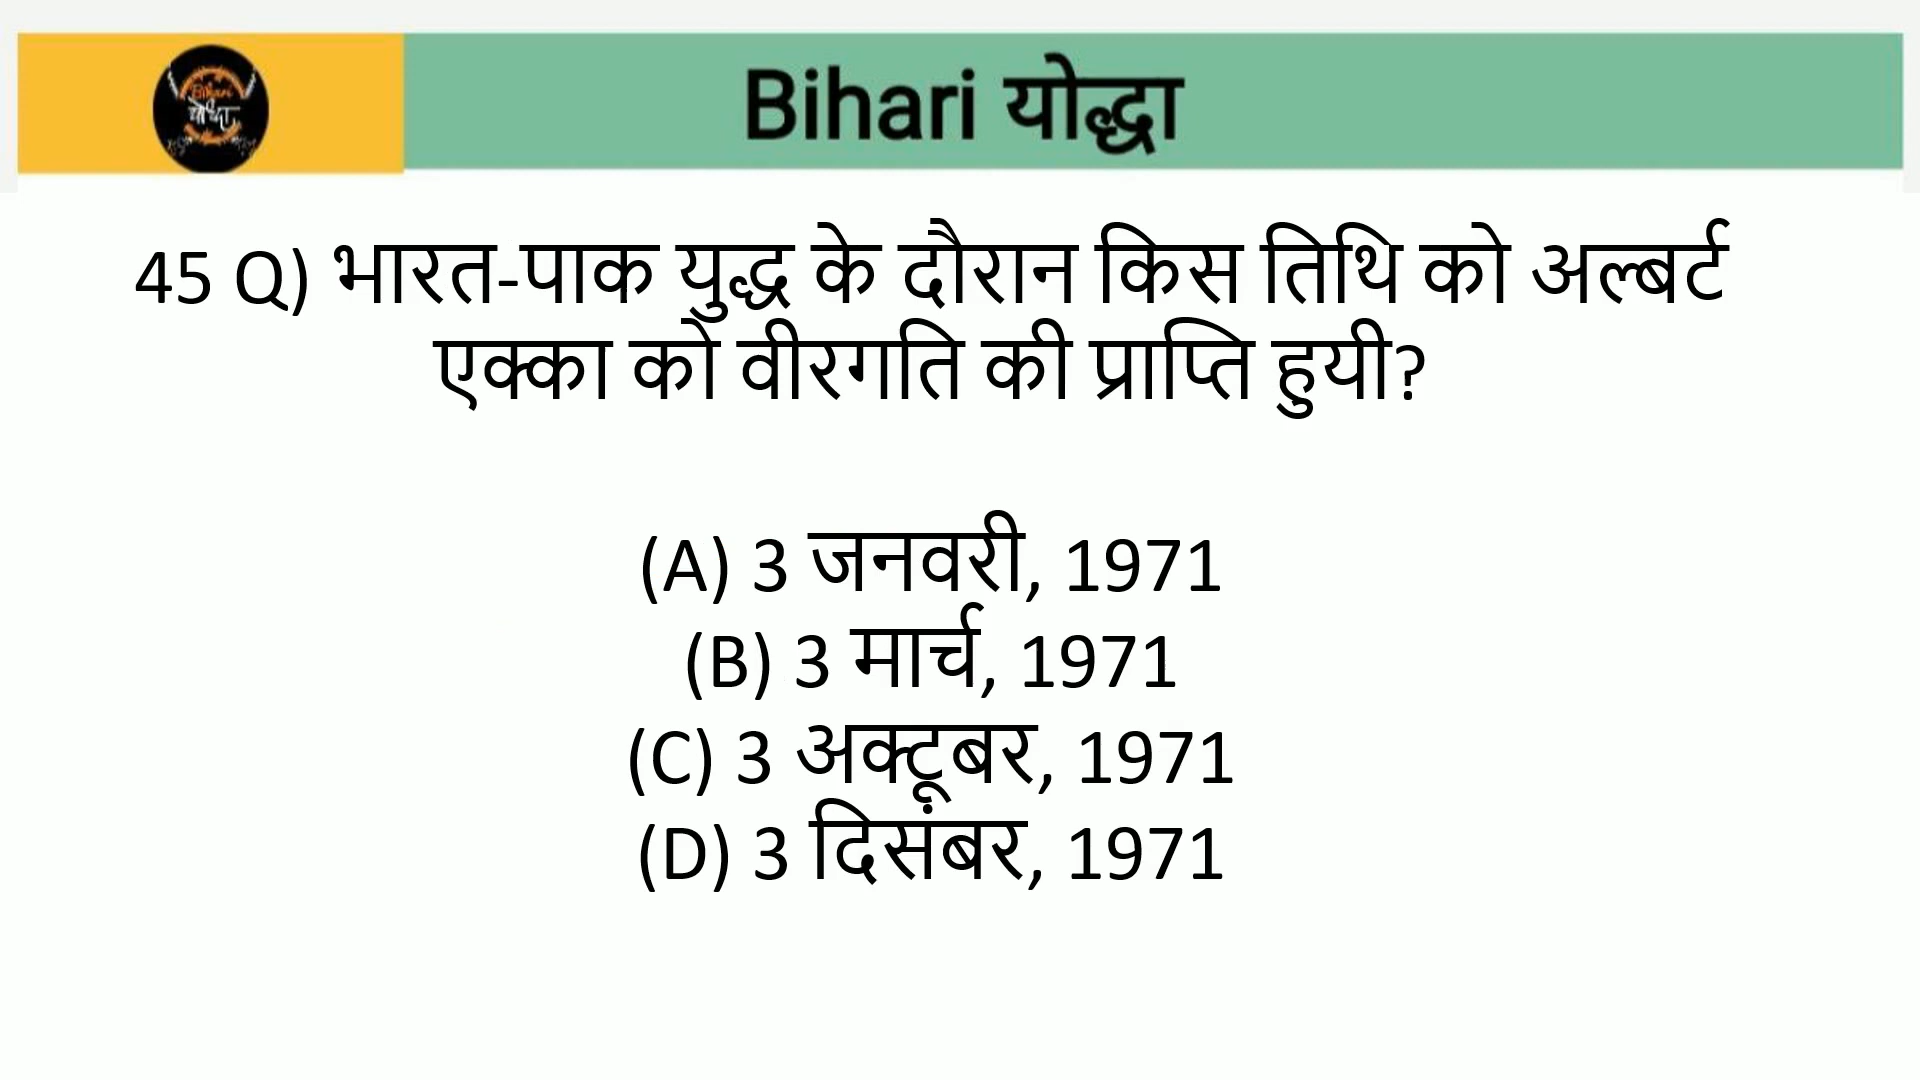 Bihari योद्धा
Bihari
योद्धा
45 Q) भारत-पाक युद्ध के दौरान किस तिथि को अल्बर्ट
एक्का को वीरगति की प्राप्ति हुयी?
(A) 3 जनवरी, 1971
(B) 3 मार्च, 1971
(C) 3 अक्टूबर, 1971
(D) 3 दिसंबर, 1971